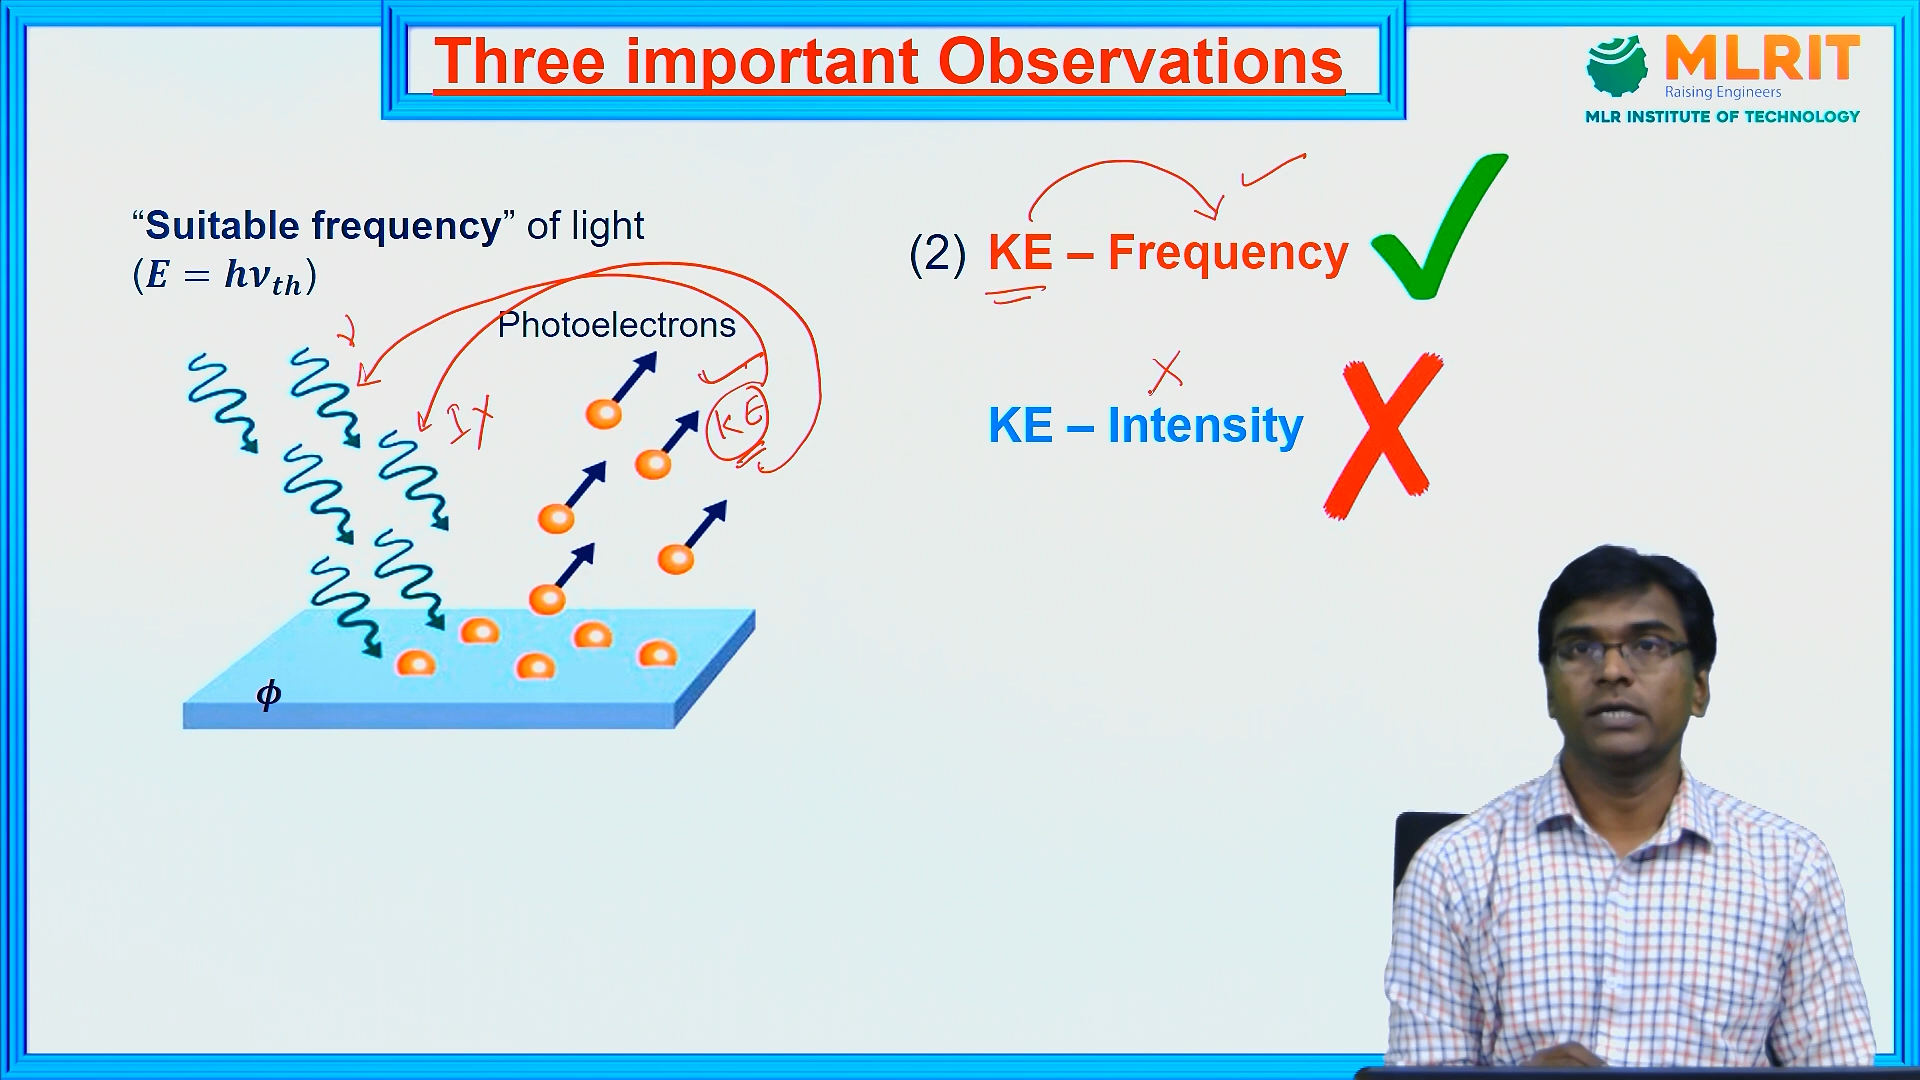 Three important Observations
MLRIT
Raising Engineers
MLR INSTITUTE OF TECHNOLOGY
“Suitable frequency” of light
(E = hν_th)
Photoelectrons
ν
I X
KE
ϕ
(2) KE – Frequency
X
KE – Intensity